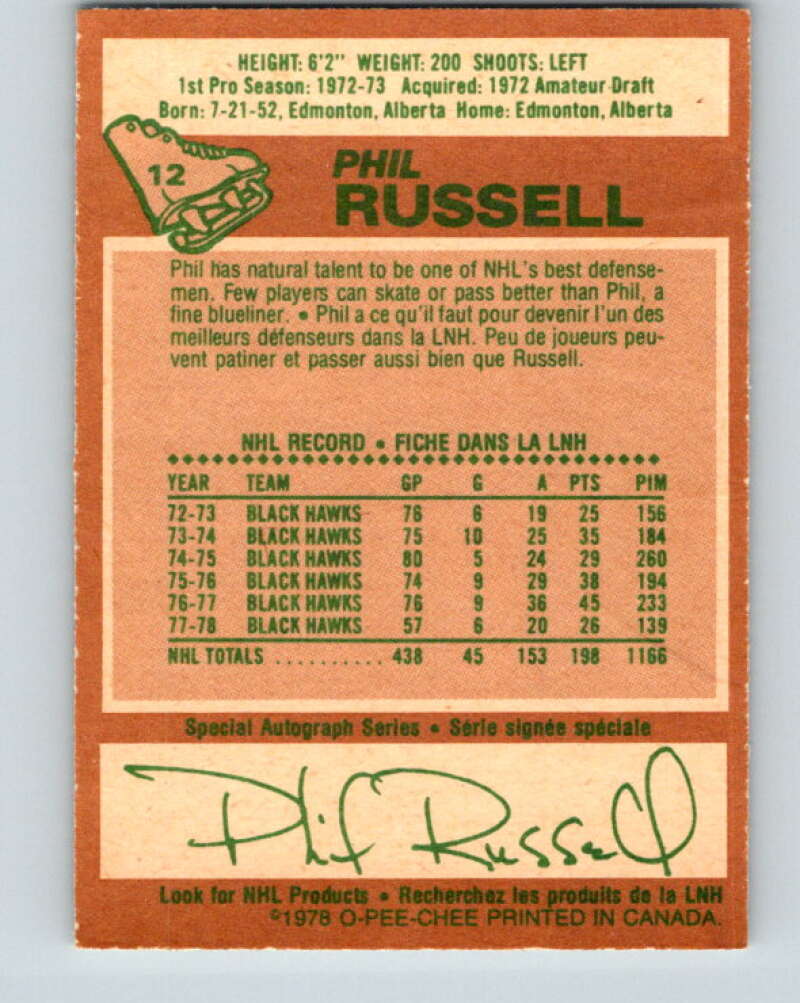 HEIGHT: 6'2" WEIGHT: 200 SHOOTS: LEFT
1st Pro Season: 1972-73 Acquired: 1972 Amateur Draft
Born: 7-21-52, Edmonton, Alberta Home: Edmonton, Alberta
12
PHIL
RUSSELL
Phil has natural talent to be one of NHL's best defense-
men. Few players can skate or pass better than Phil, a
fine blueliner. • Phil a ce qu'il faut pour devenir l'un des
meilleurs défenseurs dans la LNH. Peu de joueurs peu-
vent patiner et passer aussi bien que Russell.
NHL RECORD • FICHE DANS LA LNH
YEAR TEAM GP G A PTS PIM
72-73 BLACK HAWKS 76 6 19 25 156
73-74 BLACK HAWKS 75 10 25 35 184
74-75 BLACK HAWKS 80 5 24 29 260
75-76 BLACK HAWKS 74 9 29 38 194
76-77 BLACK HAWKS 76 9 36 45 233
77-78 BLACK HAWKS 57 6 20 26 139
NHL TOTALS .......... 438 45 153 198 1166
Special Autograph Series • Série signée spéciale
Phil Russell
Look for NHL Products • Recherchez les produits de la LNH
©1978 O-PEE-CHEE PRINTED IN CANADA.